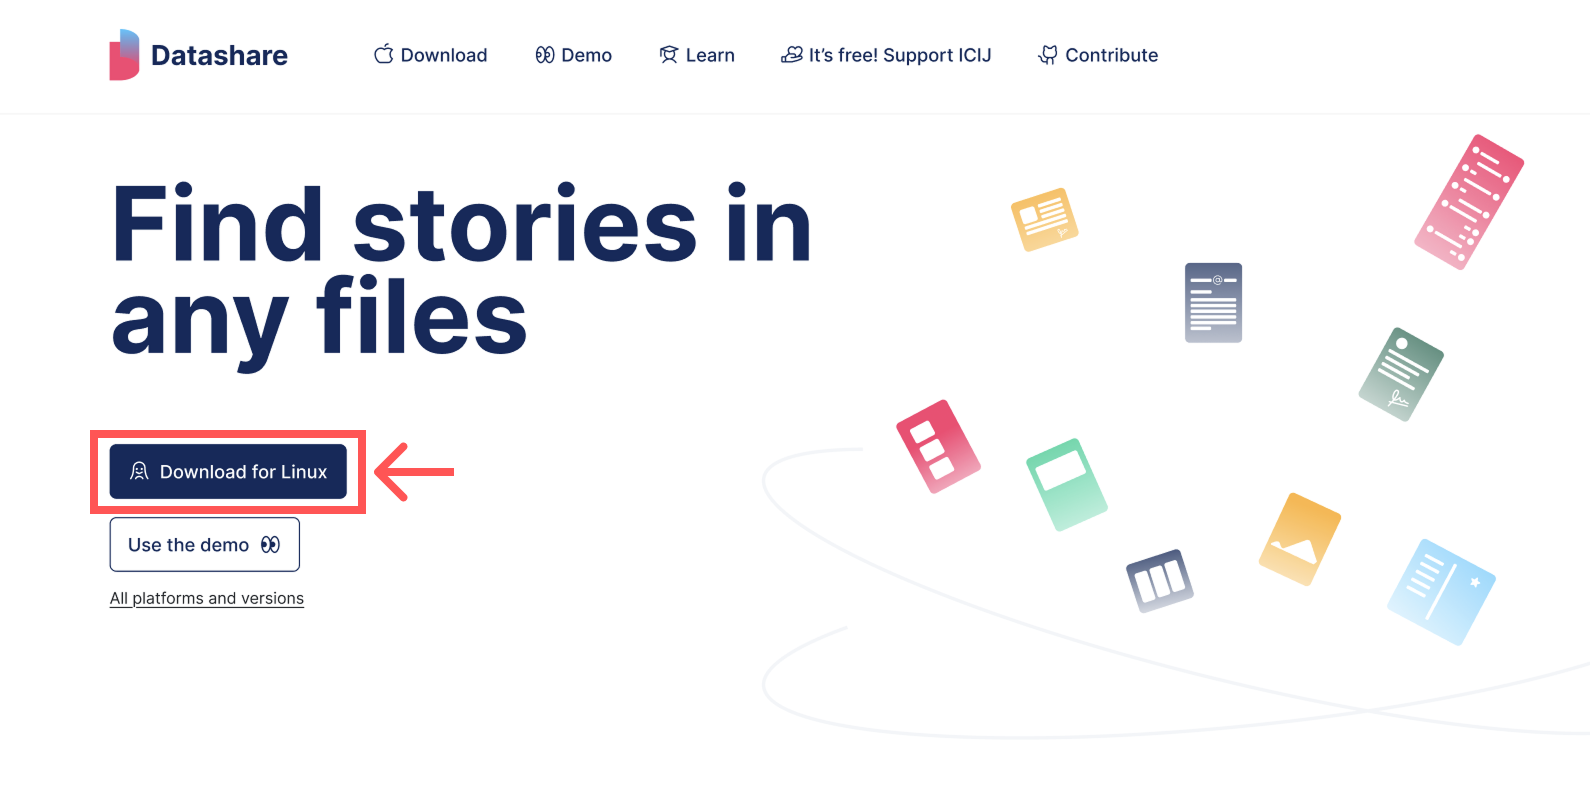 Datashare
Download
Demo
Learn
It's free! Support ICIJ
Contribute
Find stories in
any files
Download for Linux
Use the demo
All platforms and versions
@